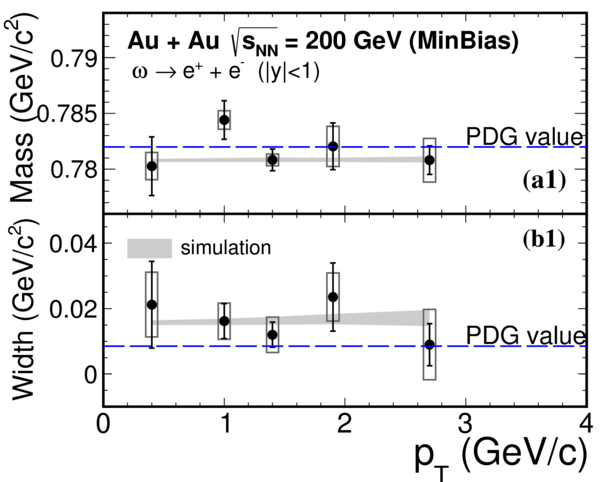 Au + Au √sNN = 200 GeV (MinBias)
ω → e+ + e- (|y|<1)
Mass (GeV/c2)
0.79
0.785
0.78
PDG value
(a1)
(b1)
simulation
Width (GeV/c2)
0.04
0.02
0
PDG value
0 1 2 3 4
pT (GeV/c)